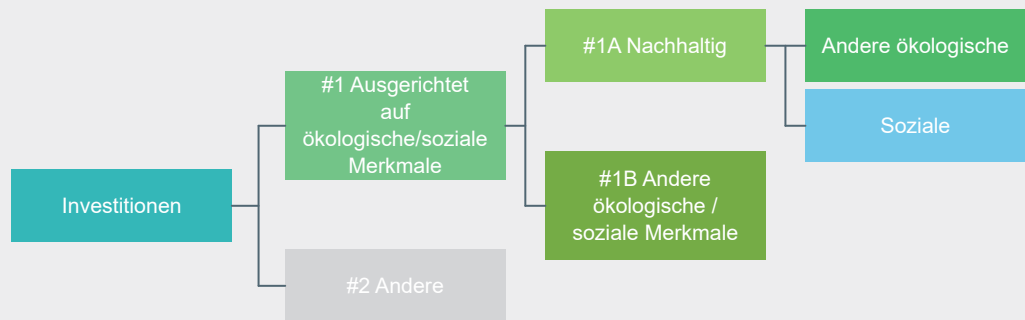 Investitionen
#1 Ausgerichtet
auf
ökologische/soziale
Merkmale
#2 Andere
#1A Nachhaltig
#1B Andere
ökologische /
soziale Merkmale
Andere ökologische
Soziale